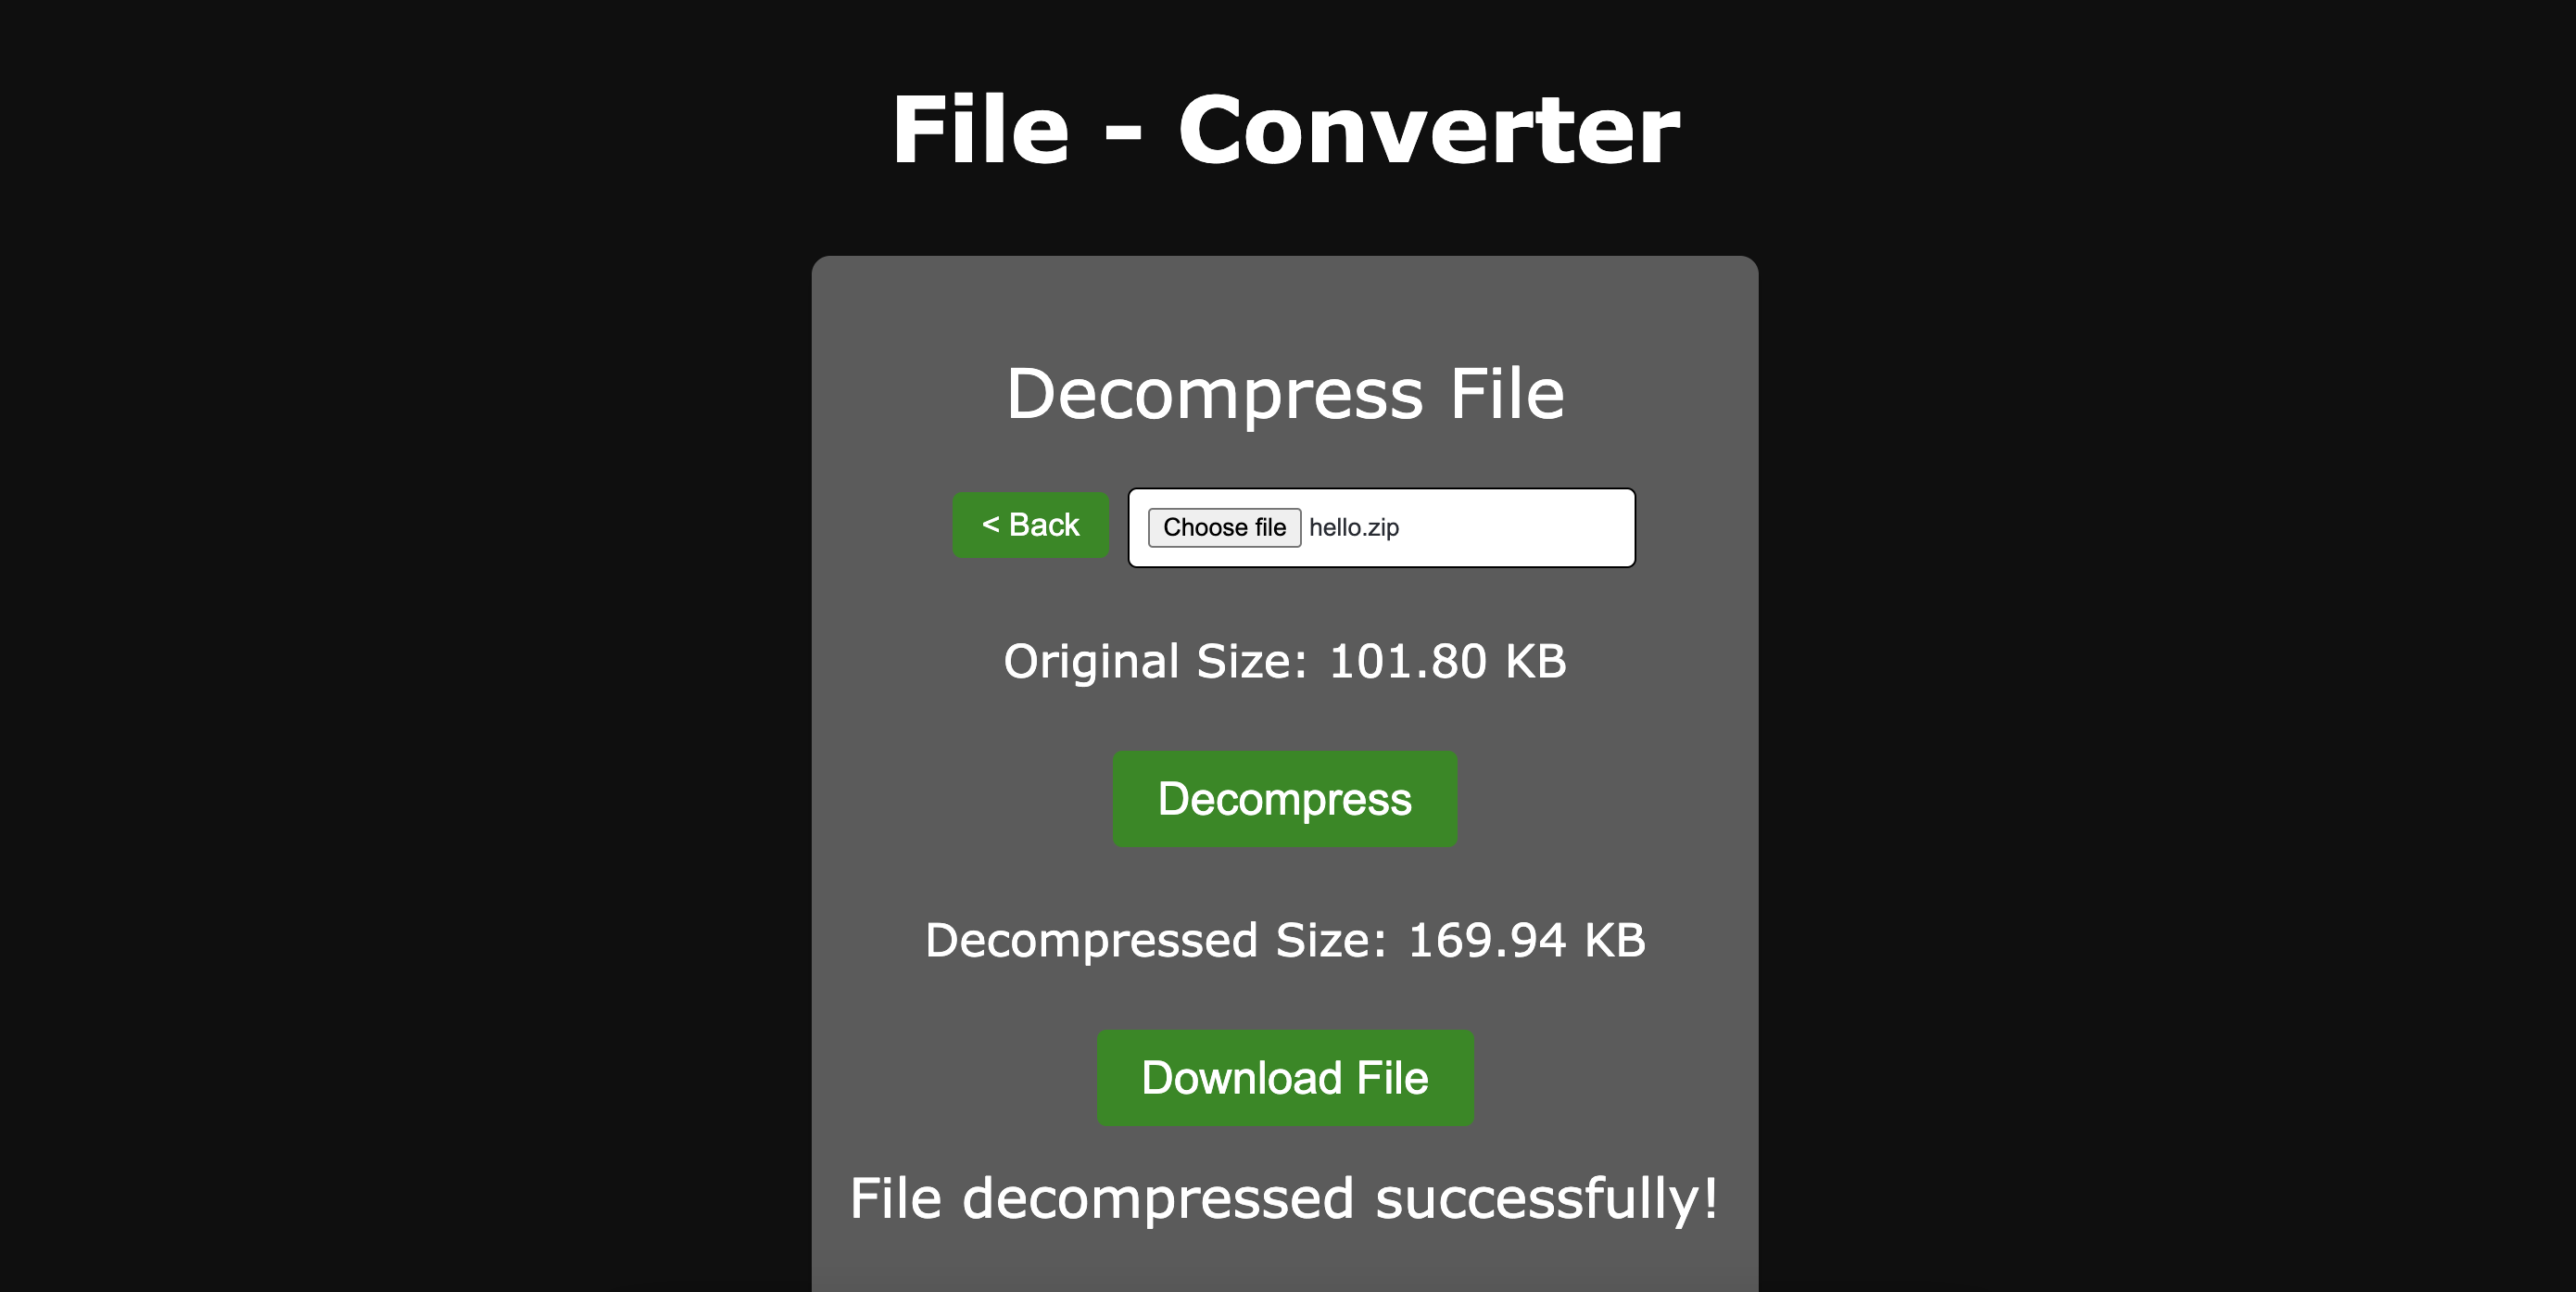 File - Converter
Decompress File
< Back Choose file hello.zip
Original Size: 101.80 KB
Decompress
Decompressed Size: 169.94 KB
Download File
File decompressed successfully!